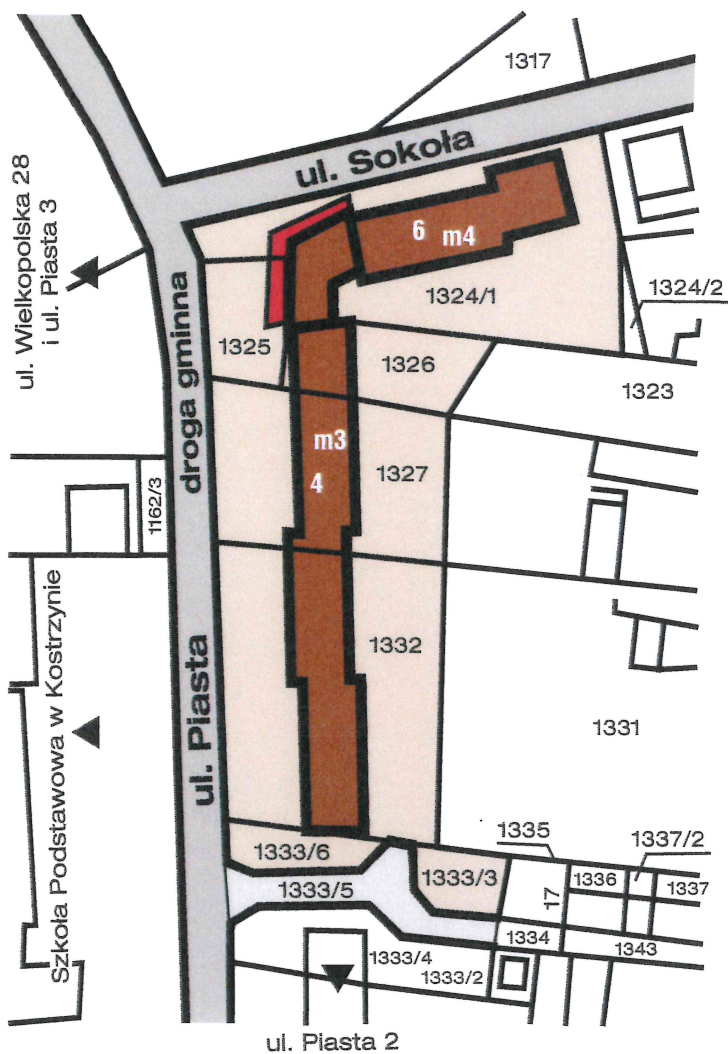 1317
ul. Sokoła
ul. Wielkopolska 28
i ul. Piasta 3
6 m4
1324/1
1324/2
droga gminna
1325
1326
1323
m3
4
1327
1162/3
Szkoła Podstawowa w Kostrzynie
ul. Piasta
1332
1331
1333/6
1335
1337/2
1333/5
1333/3
17
1336
1337
1334
1343
1333/4
1333/2
ul. Piasta 2